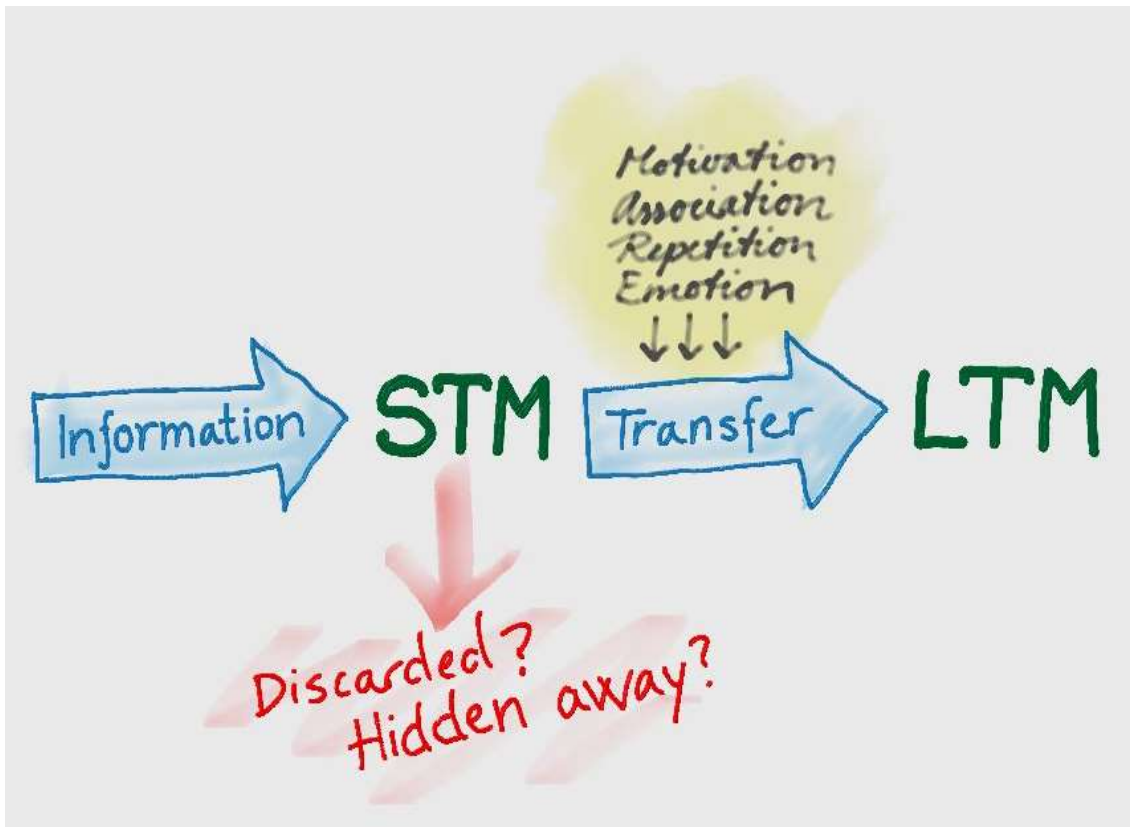 Motivation
Association
Repetition
Emotion
Information
STM
Transfer
LTM
Discarded?
Hidden away?